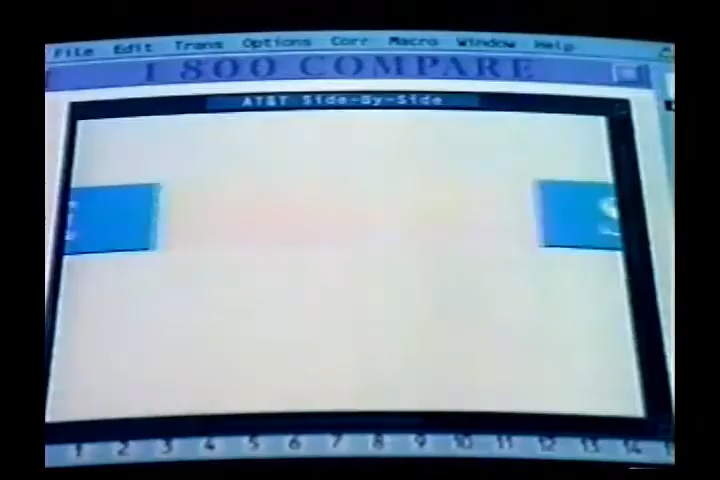 File Edit Trans Options Corr Macro Window Help
1 800 COMPARE
AT&T Side-By-Side
S
1 2 3 4 5 6 7 8 9 10 11 12 13 14